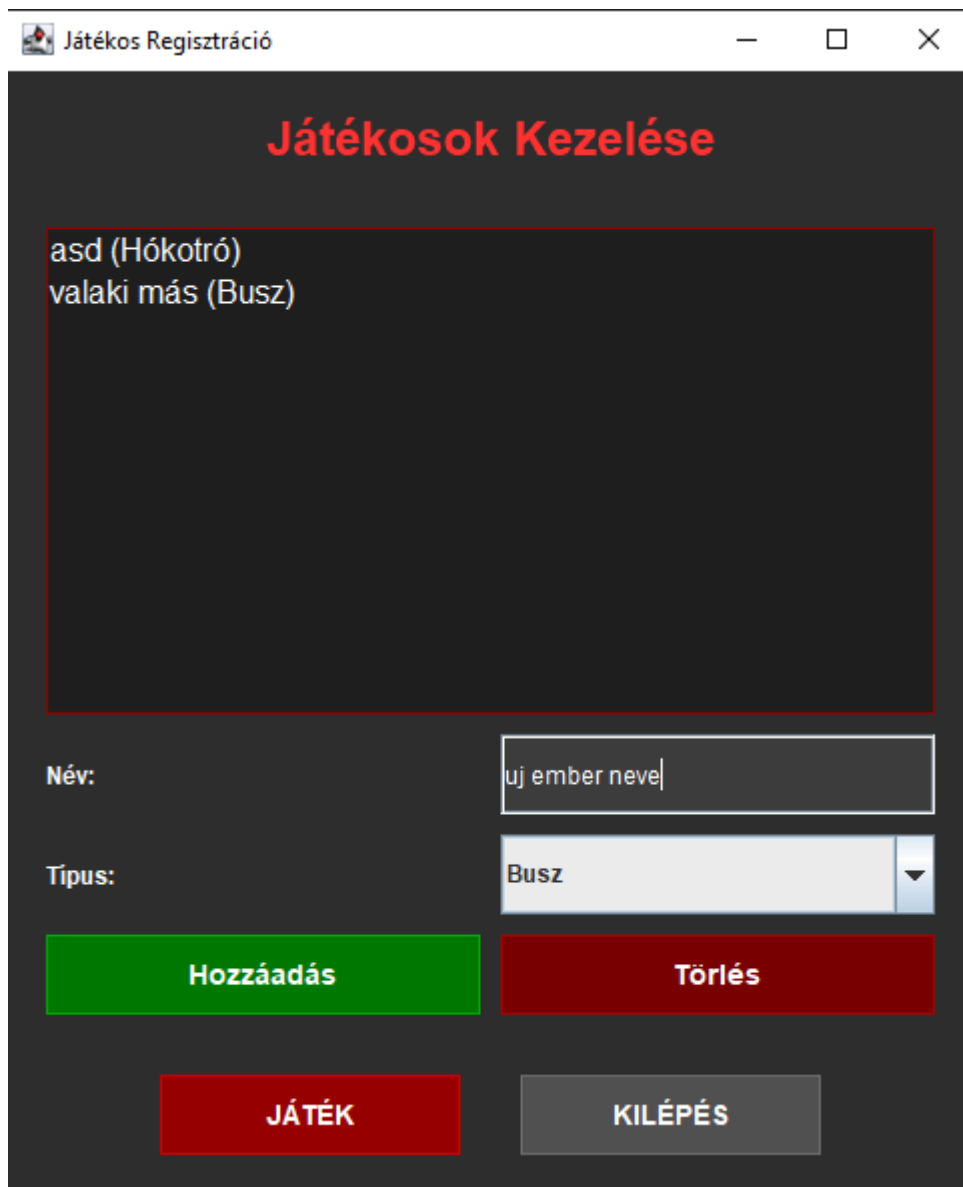 Játékos Regisztráció
Játékosok Kezelése
asd (Hókotró)
valaki más (Busz)
Név:
uj ember neve
Típus:
Busz
Hozzáadás
Törlés
JÁTÉK
KILÉPÉS